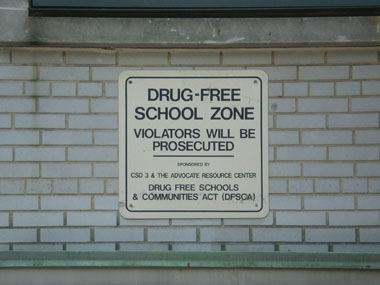 DRUG-FREE
SCHOOL ZONE
VIOLATORS WILL BE
PROSECUTED
SPONSORED BY
CSD 3 & THE ADVOCATE RESOURCE CENTER
DRUG FREE SCHOOLS
& COMMUNITIES ACT (DFSCA)